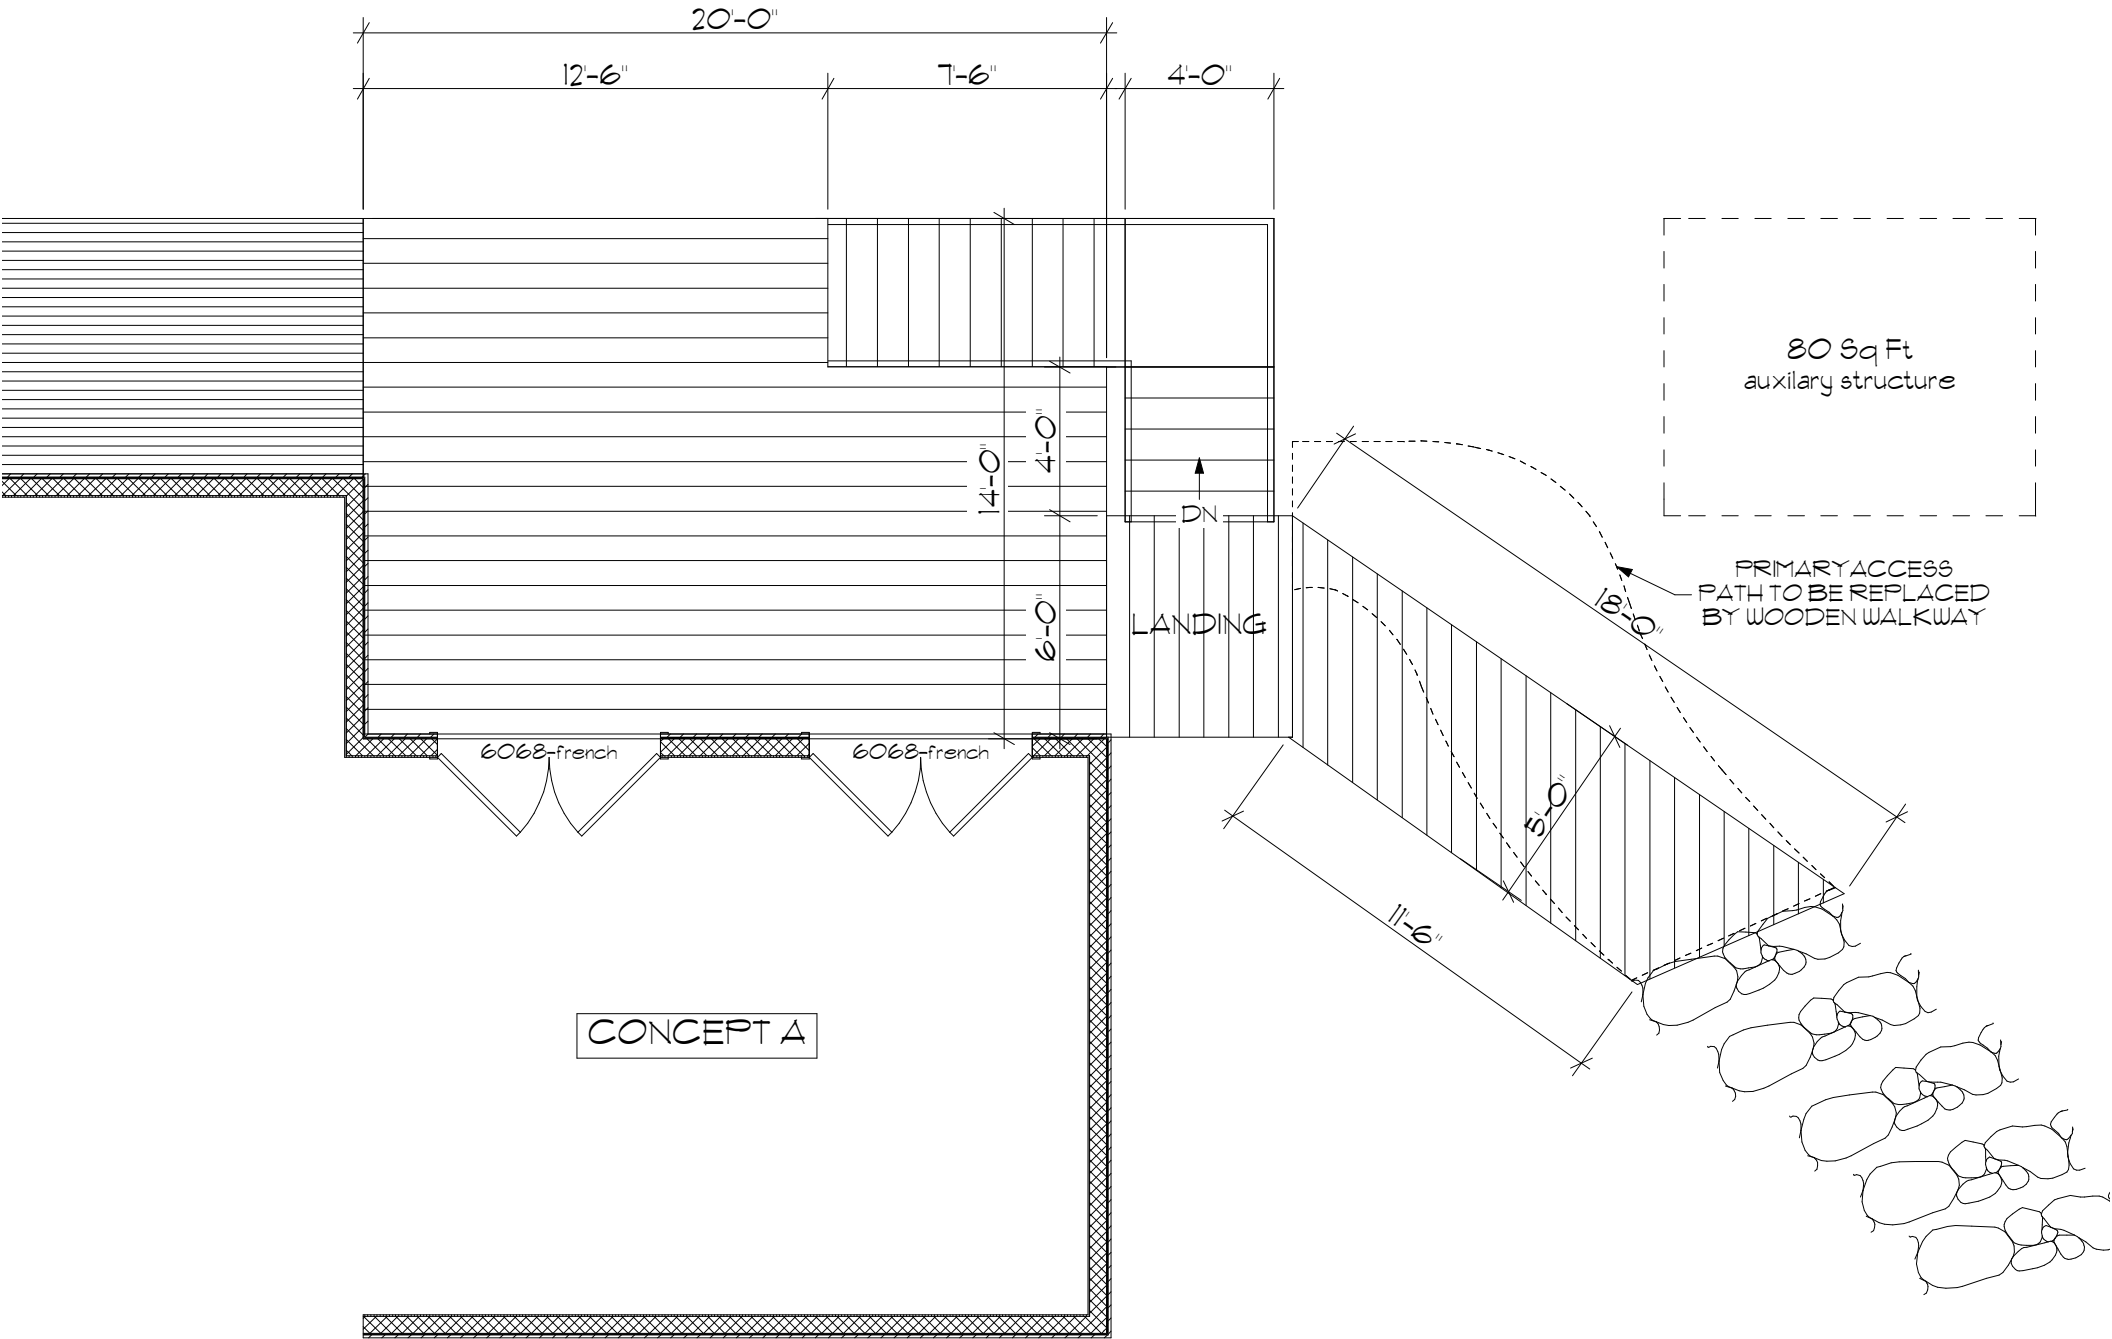 20'-0"
12'-6"
7'-6"
4'-0"
80 Sq Ft
auxilary structure
4'-0"
14'-0"
DN
PRIMARY ACCESS
PATH TO BE REPLACED
BY WOODEN WALKWAY
18'-0"
6'-0"
LANDING
6068-french
6068-french
5'-0"
11'-6"
CONCEPT A